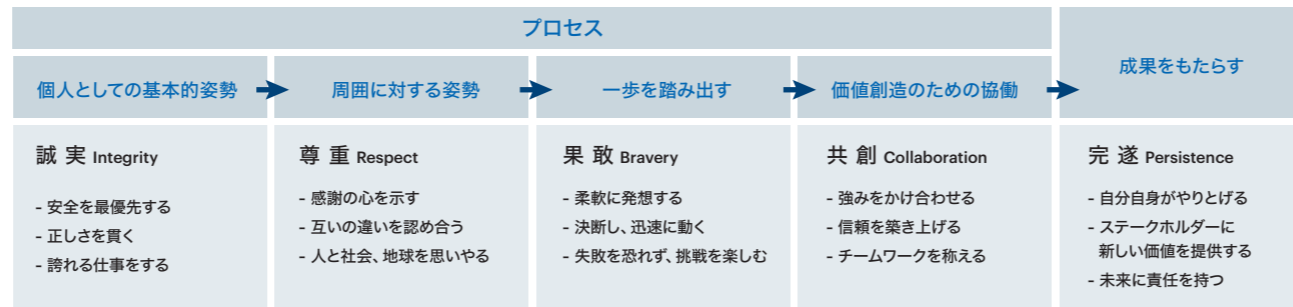 プロセス
個人としての基本的姿勢
周囲に対する姿勢
一歩を踏み出す
価値創造のための協働
成果をもたらす
誠 実 Integrity
- 安全を最優先する
- 正しさを貫く
- 誇れる仕事をする
尊 重 Respect
- 感謝の心を示す
- 互いの違いを認め合う
- 人と社会、地球を思いやる
果 敢 Bravery
- 柔軟に発想する
- 決断し、迅速に動く
- 失敗を恐れず、挑戦を楽しむ
共 創 Collaboration
- 強みをかけ合わせる
- 信頼を築き上げる
- チームワークを称える
完 遂 Persistence
- 自分自身がやりとげる
- ステークホルダーに
新しい価値を提供する
- 未来に責任を持つ